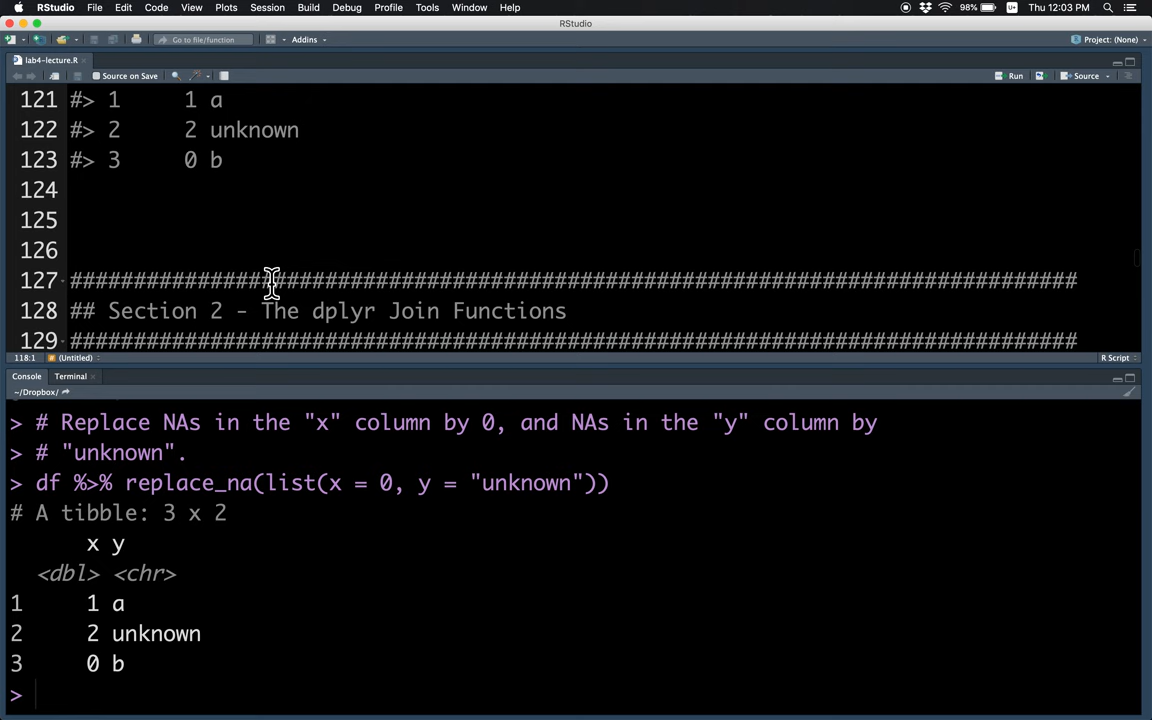 RStudio File Edit Code View Plots Session Build Debug Profile Tools Window Help 98% Thu 12:03 PM
RStudio
Go to file/function Addins Project: (None)
lab4-lecture.R
Source on Save Run Source
121 #> 1      1 a
122 #> 2      2 unknown
123 #> 3      0 b
124
125
126
127 ###############################################################################
128 ## Section 2 - The dplyr Join Functions
129 ###############################################################################
118:1 (Untitled) R Script
Console Terminal
~/Dropbox/
> # Replace NAs in the "x" column by 0, and NAs in the "y" column by
> # "unknown".
> df %>% replace_na(list(x = 0, y = "unknown"))
# A tibble: 3 x 2
      x y
  <dbl> <chr>
1     1 a
2     2 unknown
3     0 b
>